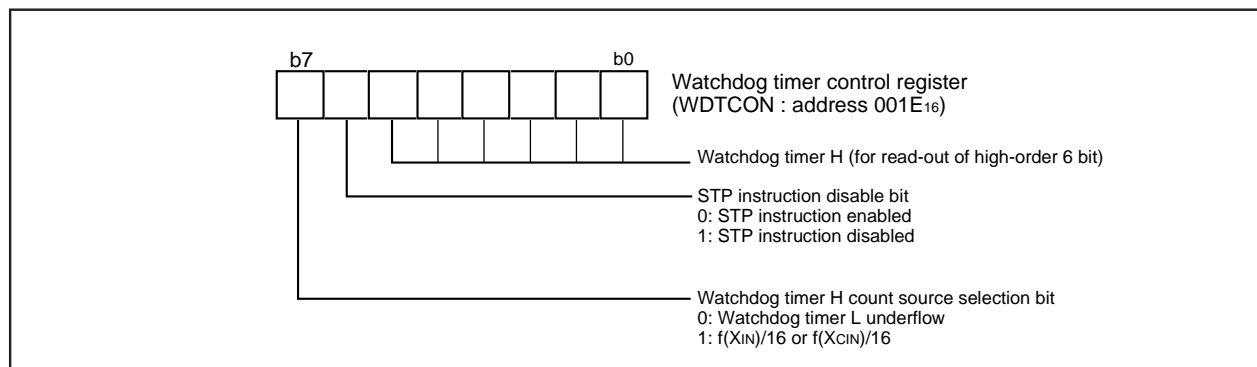 b7 b0
Watchdog timer control register
(WDTCON : address 001E16)
Watchdog timer H (for read-out of high-order 6 bit)
STP instruction disable bit
0: STP instruction enabled
1: STP instruction disabled
Watchdog timer H count source selection bit
0: Watchdog timer L underflow
1: f(XIN)/16 or f(XCIN)/16